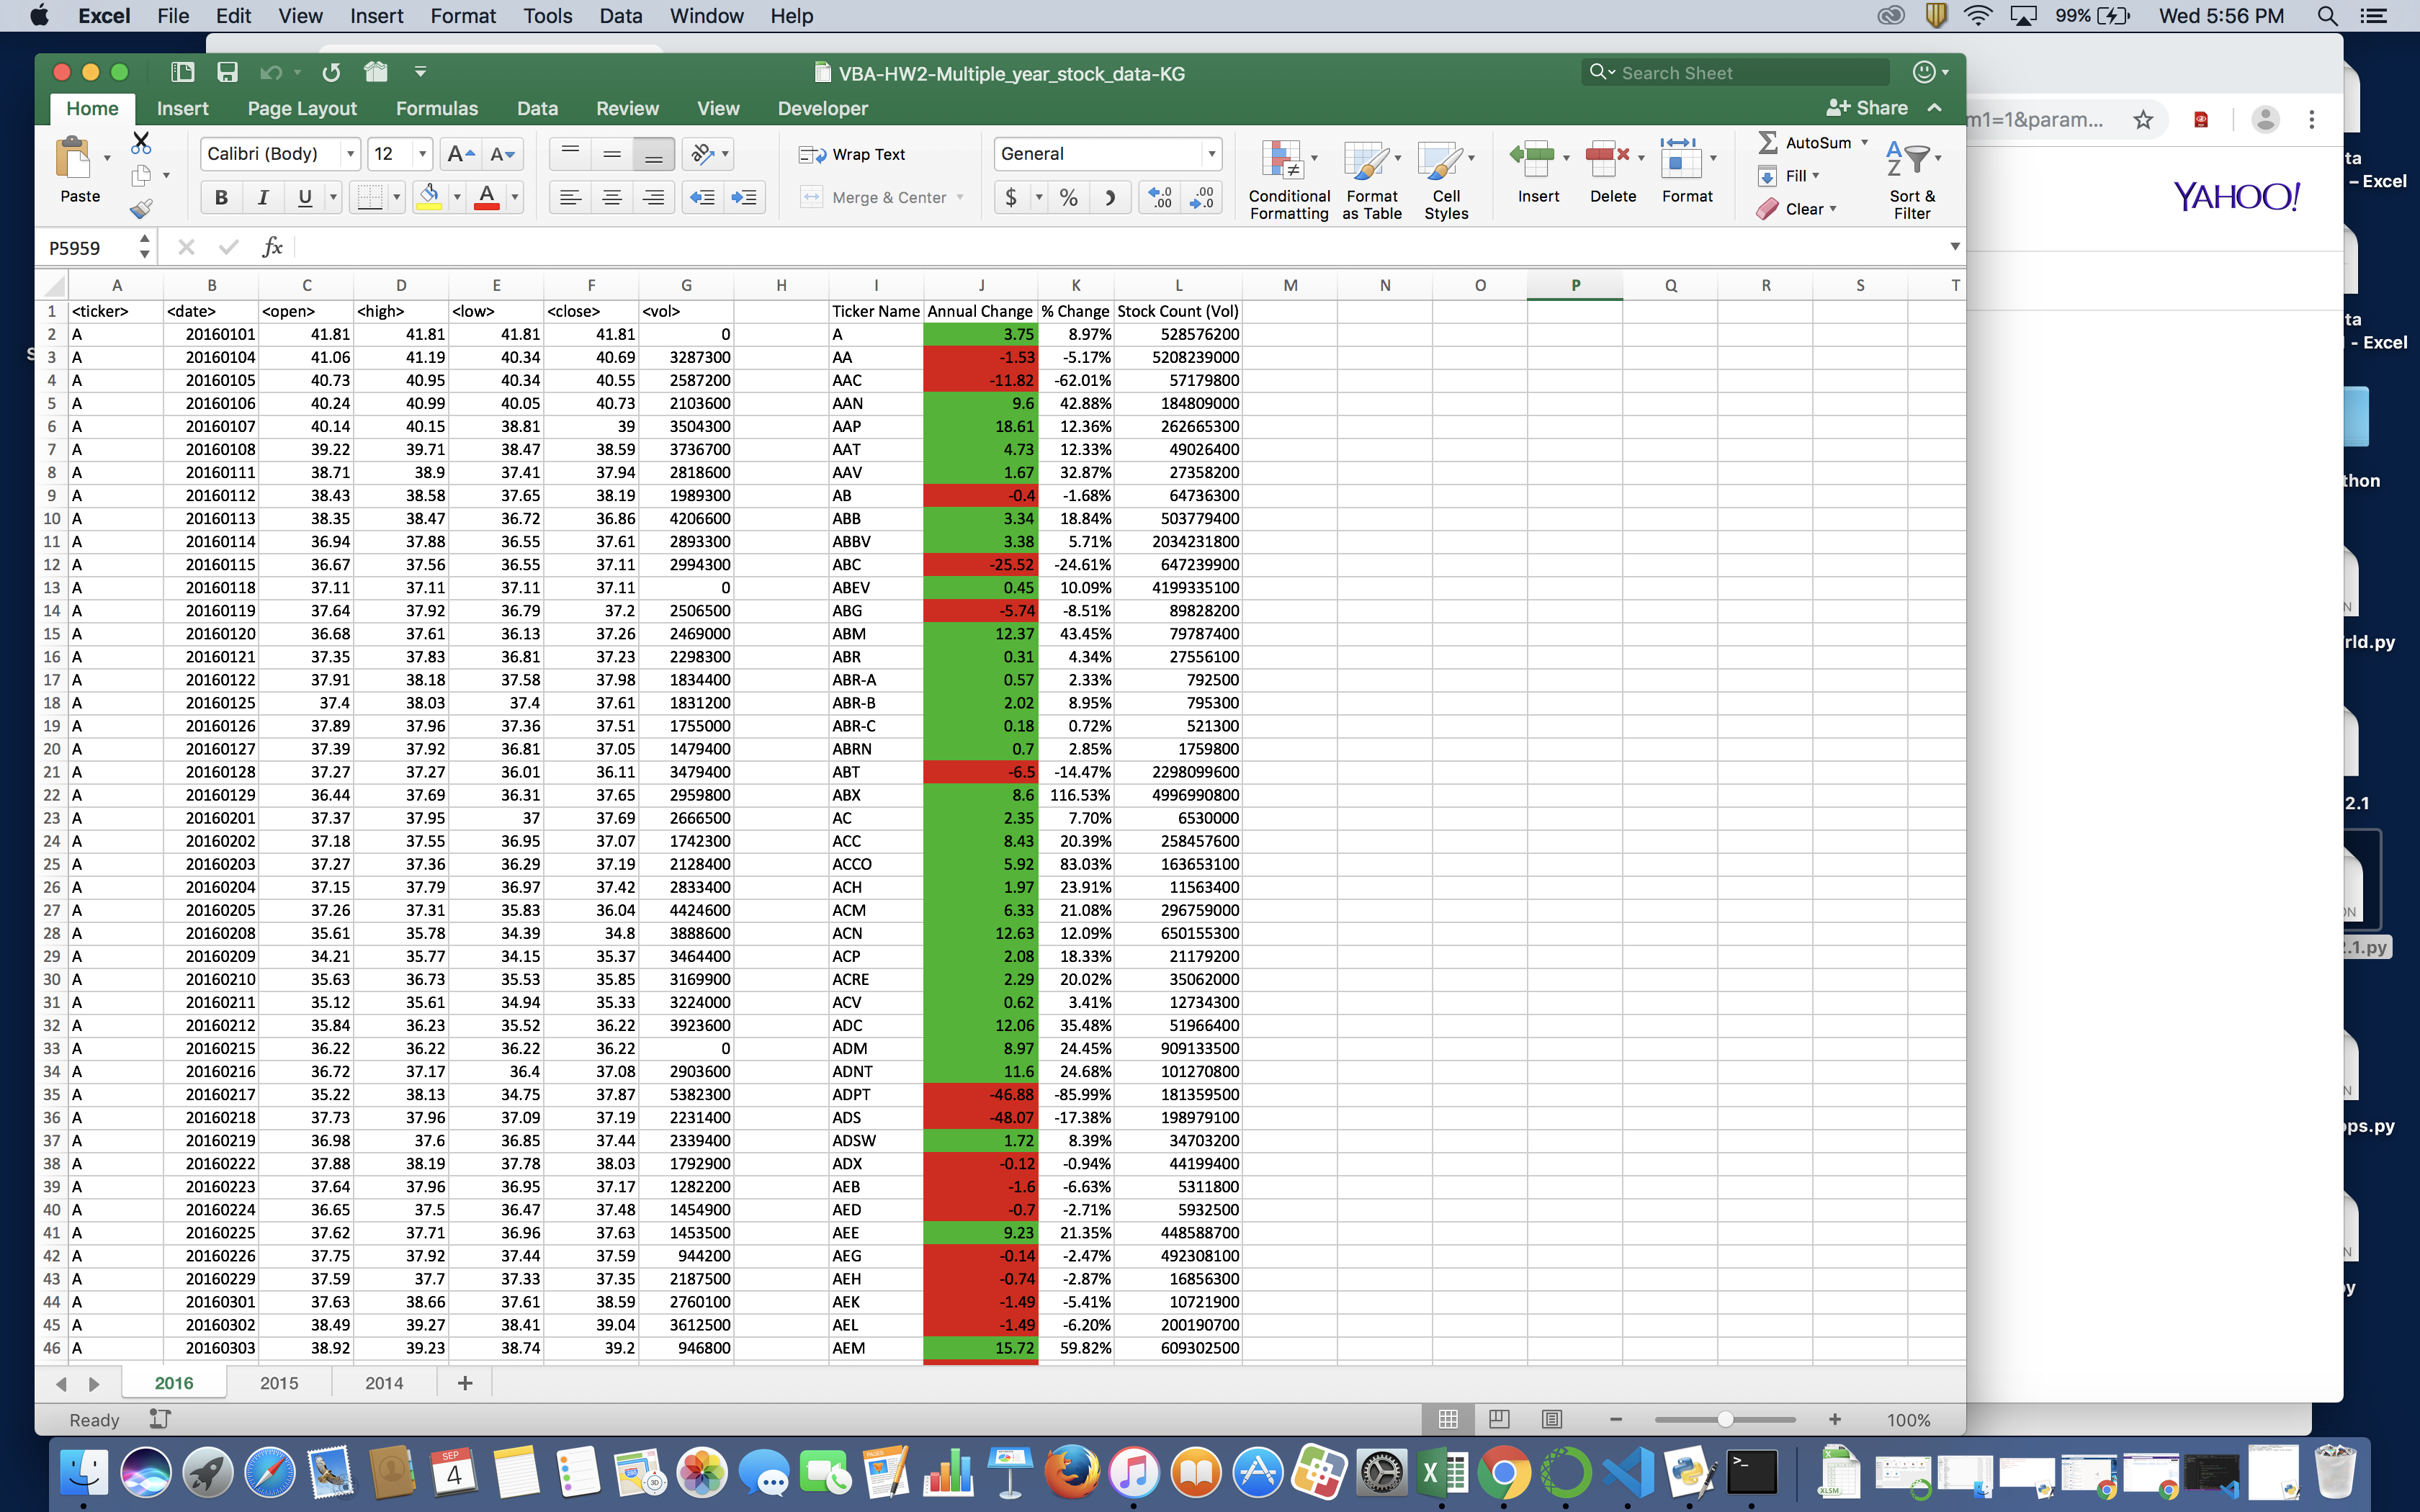 Excel File Edit View Insert Format Tools Data Window Help 99% Wed 5:56 PM
VBA-HW2-Multiple_year_stock_data-KG Search Sheet
Home Insert Page Layout Formulas Data Review View Developer Share
Paste Calibri (Body) 12 Wrap Text General AutoSum
B I U A Merge & Center $ % Conditional Formatting Format as Table Cell Styles Insert Delete Format Fill Clear Sort & Filter
m1=1&param...
YAHOO!
P5959 fx
A B C D E F G H I J K L M N O P Q R S T
1 <ticker> <date> <open> <high> <low> <close> <vol> Ticker Name Annual Change % Change Stock Count (Vol)
2 A 20160101 41.81 41.81 41.81 41.81 0 A 3.75 8.97% 528576200
3 A 20160104 41.06 41.19 40.34 40.69 3287300 AA -1.53 -5.17% 5208239000
4 A 20160105 40.73 40.95 40.34 40.55 2587200 AAC -11.82 -62.01% 57179800
5 A 20160106 40.24 40.99 40.05 40.73 2103600 AAN 9.6 42.88% 184809000
6 A 20160107 40.14 40.15 38.81 39 3504300 AAP 18.61 12.36% 262665300
7 A 20160108 39.22 39.71 38.47 38.59 3736700 AAT 4.73 12.33% 49026400
8 A 20160111 38.71 38.9 37.41 37.94 2818600 AAV 1.67 32.87% 27358200
9 A 20160112 38.43 38.58 37.65 38.19 1989300 AB -0.4 -1.68% 64736300
10 A 20160113 38.35 38.47 36.72 36.86 4206600 ABB 3.34 18.84% 503779400
11 A 20160114 36.94 37.88 36.55 37.61 2893300 ABBV 3.38 5.71% 2034231800
12 A 20160115 36.67 37.56 36.55 37.11 2994300 ABC -25.52 -24.61% 647239900
13 A 20160118 37.11 37.11 37.11 37.11 0 ABEV 0.45 10.09% 4199335100
14 A 20160119 37.64 37.92 36.79 37.2 2506500 ABG -5.74 -8.51% 89828200
15 A 20160120 36.68 37.61 36.13 37.26 2469000 ABM 12.37 43.45% 79787400
16 A 20160121 37.35 37.83 36.81 37.23 2298300 ABR 0.31 4.34% 27556100
17 A 20160122 37.91 38.18 37.58 37.98 1834400 ABR-A 0.57 2.33% 792500
18 A 20160125 37.4 38.03 37.4 37.61 1831200 ABR-B 2.02 8.95% 795300
19 A 20160126 37.89 37.96 37.36 37.51 1755000 ABR-C 0.18 0.72% 521300
20 A 20160127 37.39 37.92 36.81 37.05 1479400 ABRN 0.7 2.85% 1759800
21 A 20160128 37.27 37.27 36.01 36.11 3479400 ABT -6.5 -14.47% 2298099600
22 A 20160129 36.44 37.69 36.31 37.65 2959800 ABX 8.6 116.53% 4996990800
23 A 20160201 37.37 37.95 37 37.69 2666500 AC 2.35 7.70% 6530000
24 A 20160202 37.18 37.55 36.95 37.07 1742300 ACC 8.43 20.39% 258457600
25 A 20160203 37.27 37.36 36.29 37.19 2128400 ACCO 5.92 83.03% 163653100
26 A 20160204 37.15 37.79 36.97 37.42 2833400 ACH 1.97 23.91% 11563400
27 A 20160205 37.26 37.31 35.83 36.04 4424600 ACM 6.33 21.08% 296759000
28 A 20160208 35.61 35.78 34.39 34.8 3888600 ACN 12.63 12.09% 650155300
29 A 20160209 34.21 35.77 34.15 35.37 3464400 ACP 2.08 18.33% 21179200
30 A 20160210 35.63 36.73 35.53 35.85 3169900 ACRE 2.29 20.02% 35062000
31 A 20160211 35.12 35.61 34.94 35.33 3224000 ACV 0.62 3.41% 12734300
32 A 20160212 35.84 36.23 35.52 36.22 3923600 ADC 12.06 35.48% 51966400
33 A 20160215 36.22 36.22 36.22 36.22 0 ADM 8.97 24.45% 909133500
34 A 20160216 36.72 37.17 36.4 37.08 2903600 ADNT 11.6 24.68% 101270800
35 A 20160217 35.22 38.13 34.75 37.87 5382300 ADPT -46.88 -85.99% 181359500
36 A 20160218 37.73 37.96 37.09 37.19 2231400 ADS -48.07 -17.38% 198979100
37 A 20160219 36.98 37.6 36.85 37.44 2339400 ADSW 1.72 8.39% 34703200
38 A 20160222 37.88 38.19 37.78 38.03 1792900 ADX -0.12 -0.94% 44199400
39 A 20160223 37.64 37.96 36.95 37.17 1282200 AEB -1.6 -6.63% 5311800
40 A 20160224 36.65 37.5 36.47 37.48 1454900 AED -0.7 -2.71% 5932500
41 A 20160225 37.62 37.71 36.96 37.63 1453500 AEE 9.23 21.35% 448588700
42 A 20160226 37.75 37.92 37.44 37.59 944200 AEG -0.14 -2.47% 492308100
43 A 20160229 37.59 37.7 37.33 37.35 2187500 AEH -0.74 -2.87% 16856300
44 A 20160301 37.63 38.66 37.61 38.59 2760100 AEK -1.49 -5.41% 10721900
45 A 20160302 38.49 39.27 38.41 39.04 3612500 AEL -1.49 -6.20% 200190700
46 A 20160303 38.92 39.23 38.74 39.2 946800 AEM 15.72 59.82% 609302500
2016 2015 2014 +
Ready 100%
ta
– Excel
ta
- Excel
thon
rld.py
2.1
2.1.py
ops.py
py
SEP
4
XLSM